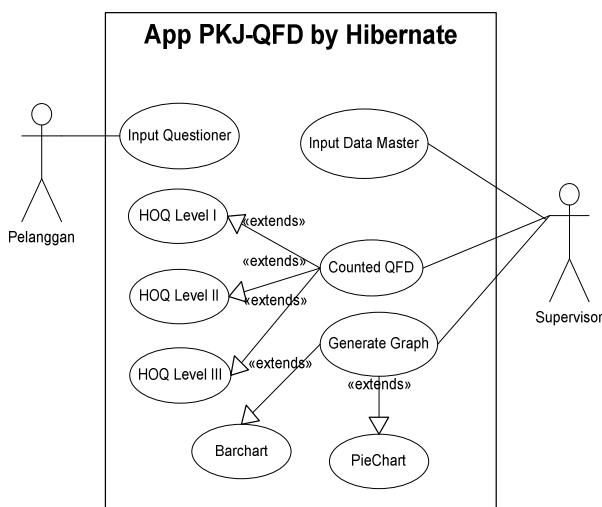 App PKJ-QFD by Hibernate
Input Questioner
Input Data Master
Pelanggan
HOQ Level I
«extends»
«extends»
Counted QFD
HOQ Level II
«extends»
Supervisor
Generate Graph
«extends»
HOQ Level III
«extends»
Barchart
PieChart